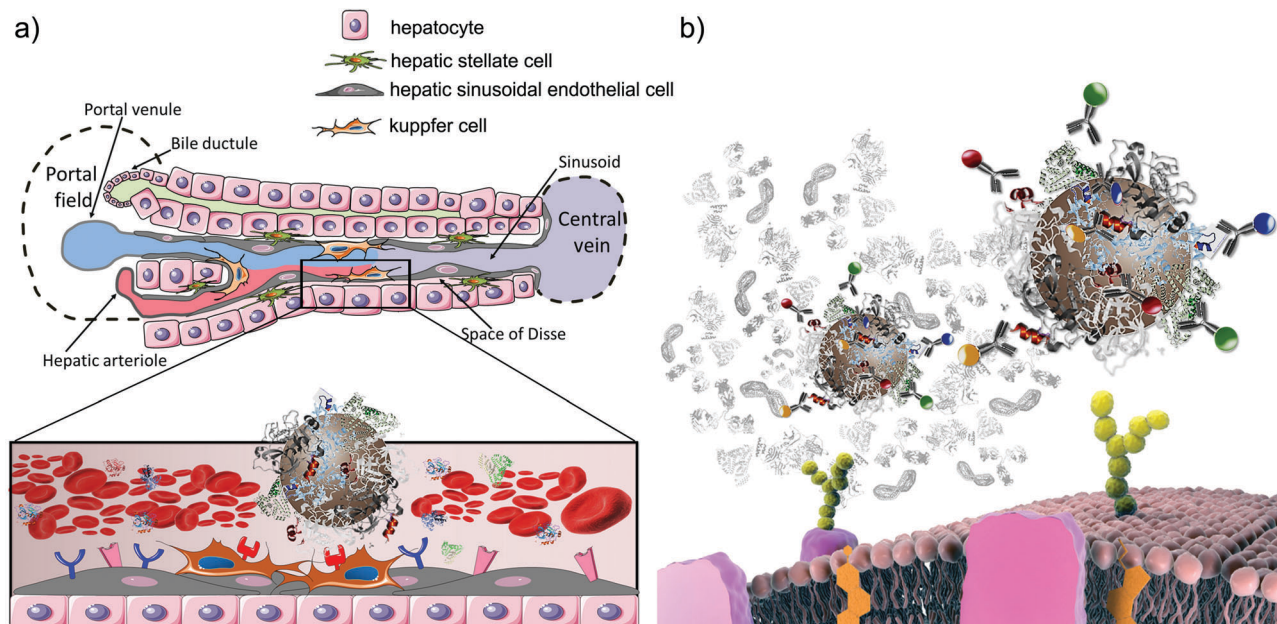 a)
hepatocyte
hepatic stellate cell
hepatic sinusoidal endothelial cell
kuppfer cell
Portal venule
Bile ductule
Portal
field
Sinusoid
Central
vein
Space of Disse
Hepatic arteriole
b)